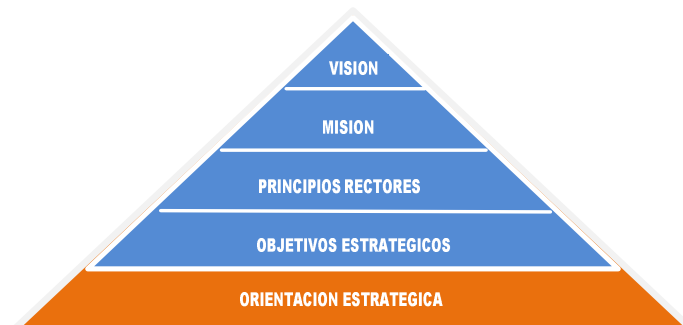 VISION
MISION
PRINCIPIOS RECTORES
OBJETIVOS ESTRATEGICOS
ORIENTACION ESTRATEGICA